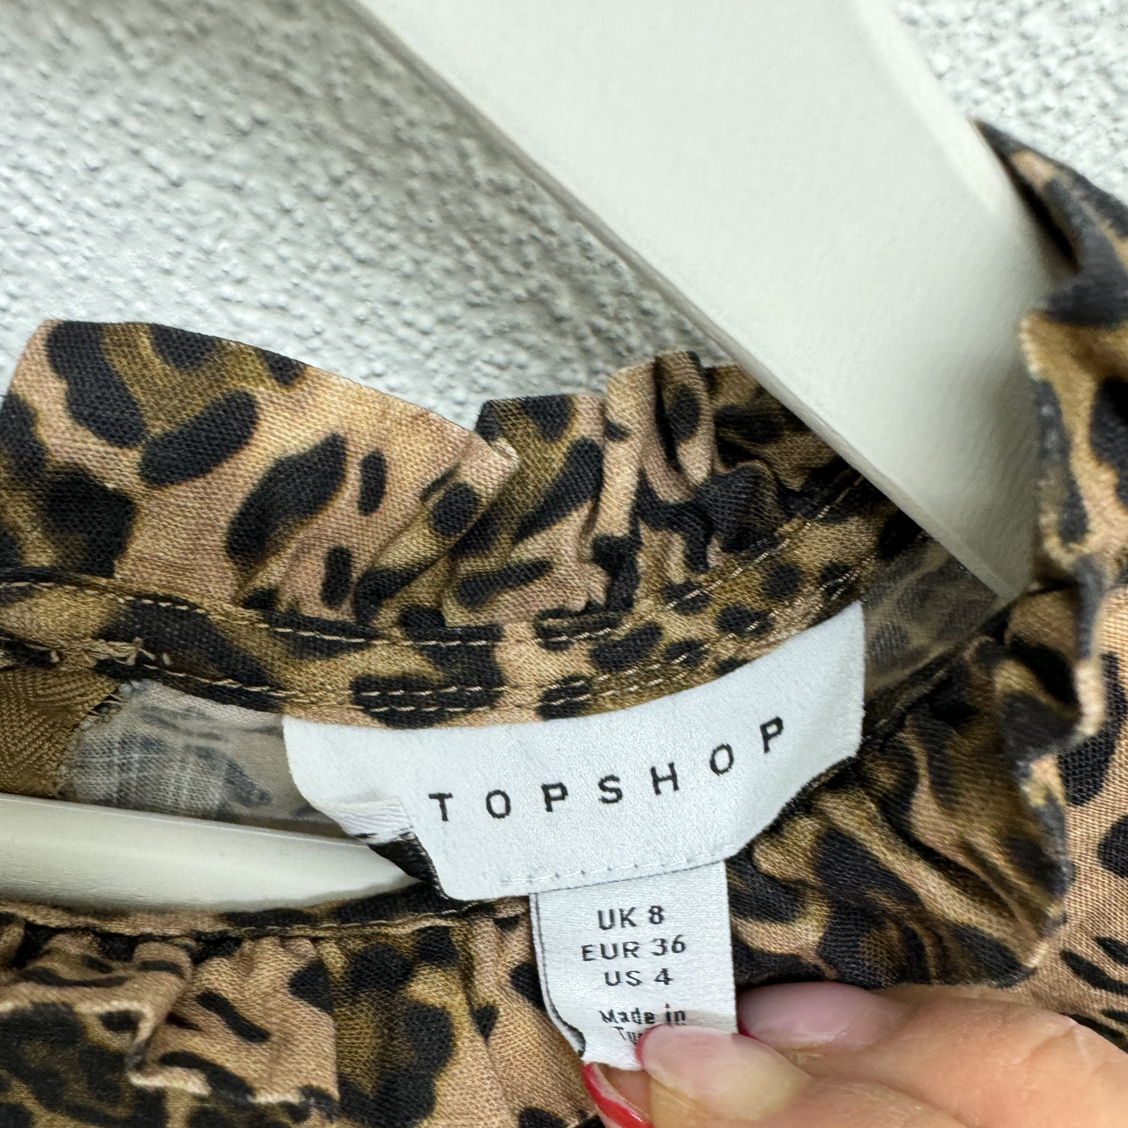 TOPSHOP
UK 8
EUR 36
US 4
Made in